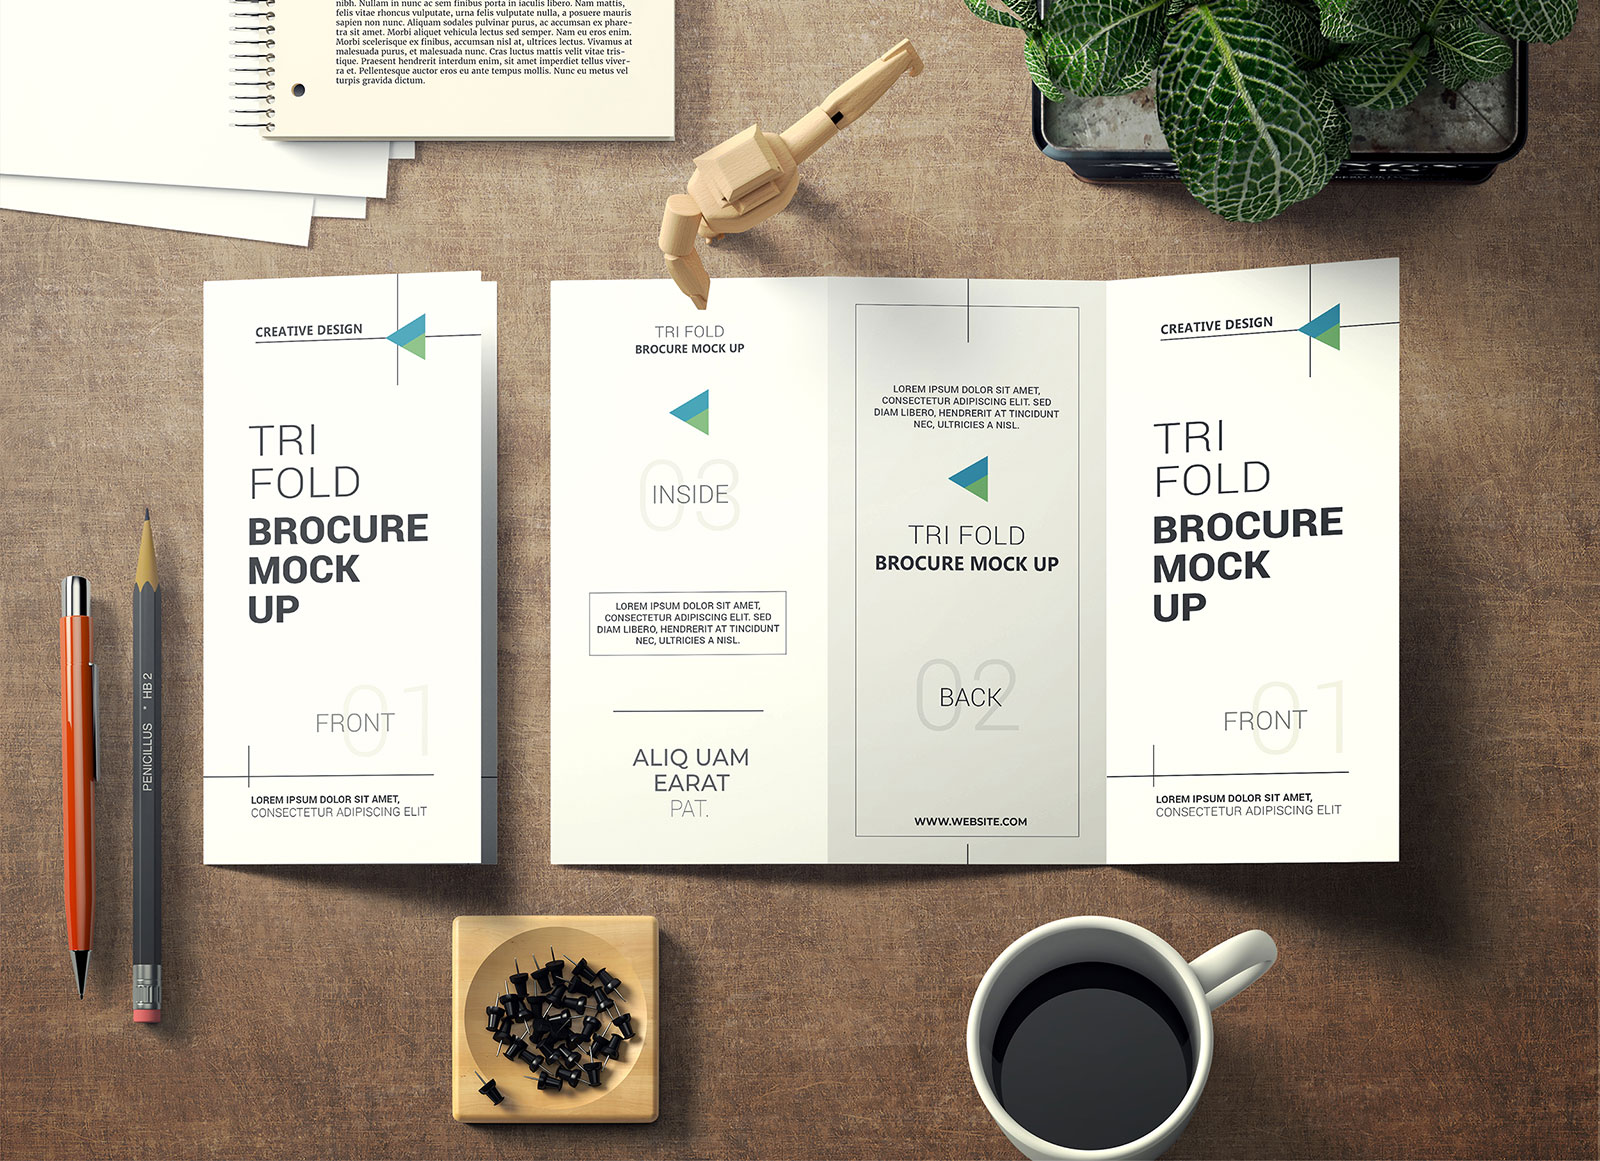 nibh. Nullam in nunc ac sem finibus porta in iaculis libero. Nam mattis,
felis vitae rhoncus vulputate, urna felis vulputate nulla, a posuere mauris
sapien non nunc. Aliquam sodales pulvinar purus, ac accumsan ex phare-
tra sit amet. Morbi aliquet vehicula lectus sed semper. Nam eu eros enim.
Morbi scelerisque ex finibus, accumsan nisl at, ultrices lectus. Vivamus at
malesuada purus, et malesuada nunc. Cras luctus mattis velit vitae tris-
tique. Praesent hendrerit interdum enim, sit amet imperdiet tellus viver-
ra et. Pellentesque auctor eros eu ante tempus mollis. Nunc eu metus vel
turpis gravida dictum.
CREATIVE DESIGN
TRI
FOLD
BROCURE
MOCK
UP
01
FRONT
LOREM IPSUM DOLOR SIT AMET,
CONSECTETUR ADIPISCING ELIT
TRI FOLD
BROCURE MOCK UP
03
INSIDE
LOREM IPSUM DOLOR SIT AMET,
CONSECTETUR ADIPISCING ELIT. SED
DIAM LIBERO, HENDRERIT AT TINCIDUNT
NEC, ULTRICIES A NISL.
ALIQ UAM
EARAT
PAT.
LOREM IPSUM DOLOR SIT AMET,
CONSECTETUR ADIPISCING ELIT. SED
DIAM LIBERO, HENDRERIT AT TINCIDUNT
NEC, ULTRICIES A NISL.
TRI FOLD
BROCURE MOCK UP
02
BACK
WWW.WEBSITE.COM
CREATIVE DESIGN
TRI
FOLD
BROCURE
MOCK
UP
01
FRONT
LOREM IPSUM DOLOR SIT AMET,
CONSECTETUR ADIPISCING ELIT
PENICILLUS * HB 2